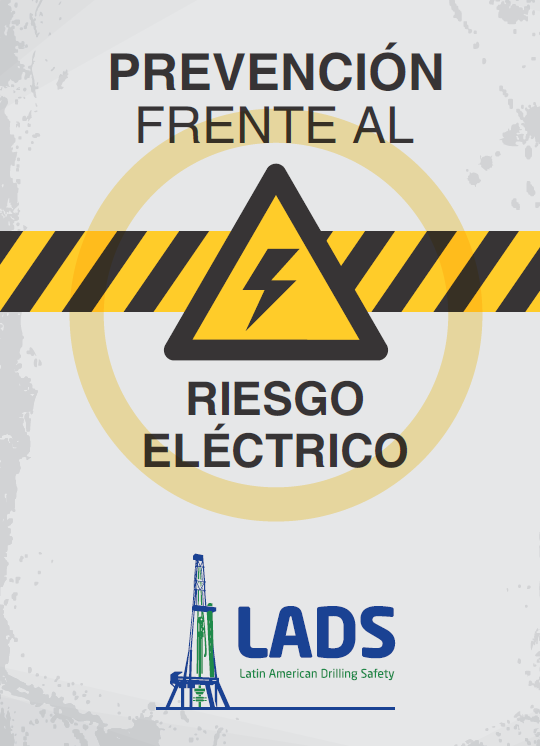 PREVENCIÓN
FRENTE AL
RIESGO
ELÉCTRICO
LADS
Latin American Drilling Safety